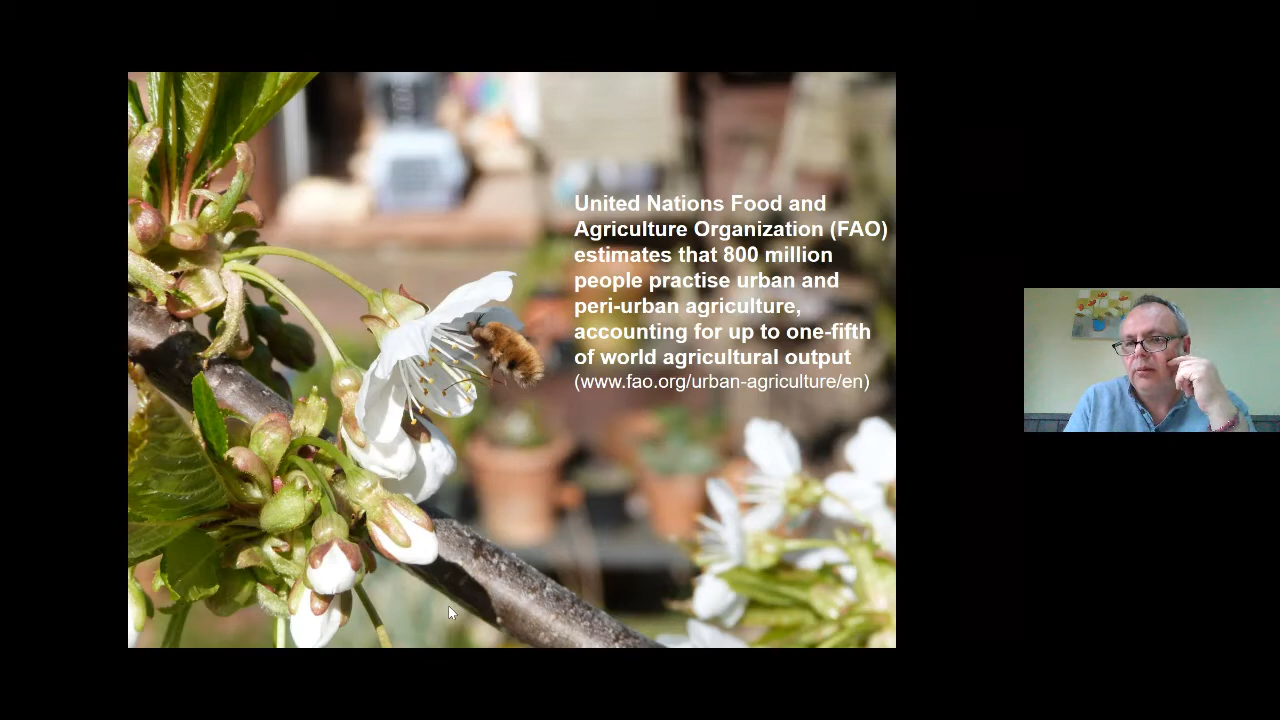 United Nations Food and
Agriculture Organization (FAO)
estimates that 800 million
people practise urban and
peri-urban agriculture,
accounting for up to one-fifth
of world agricultural output
(www.fao.org/urban-agriculture/en)